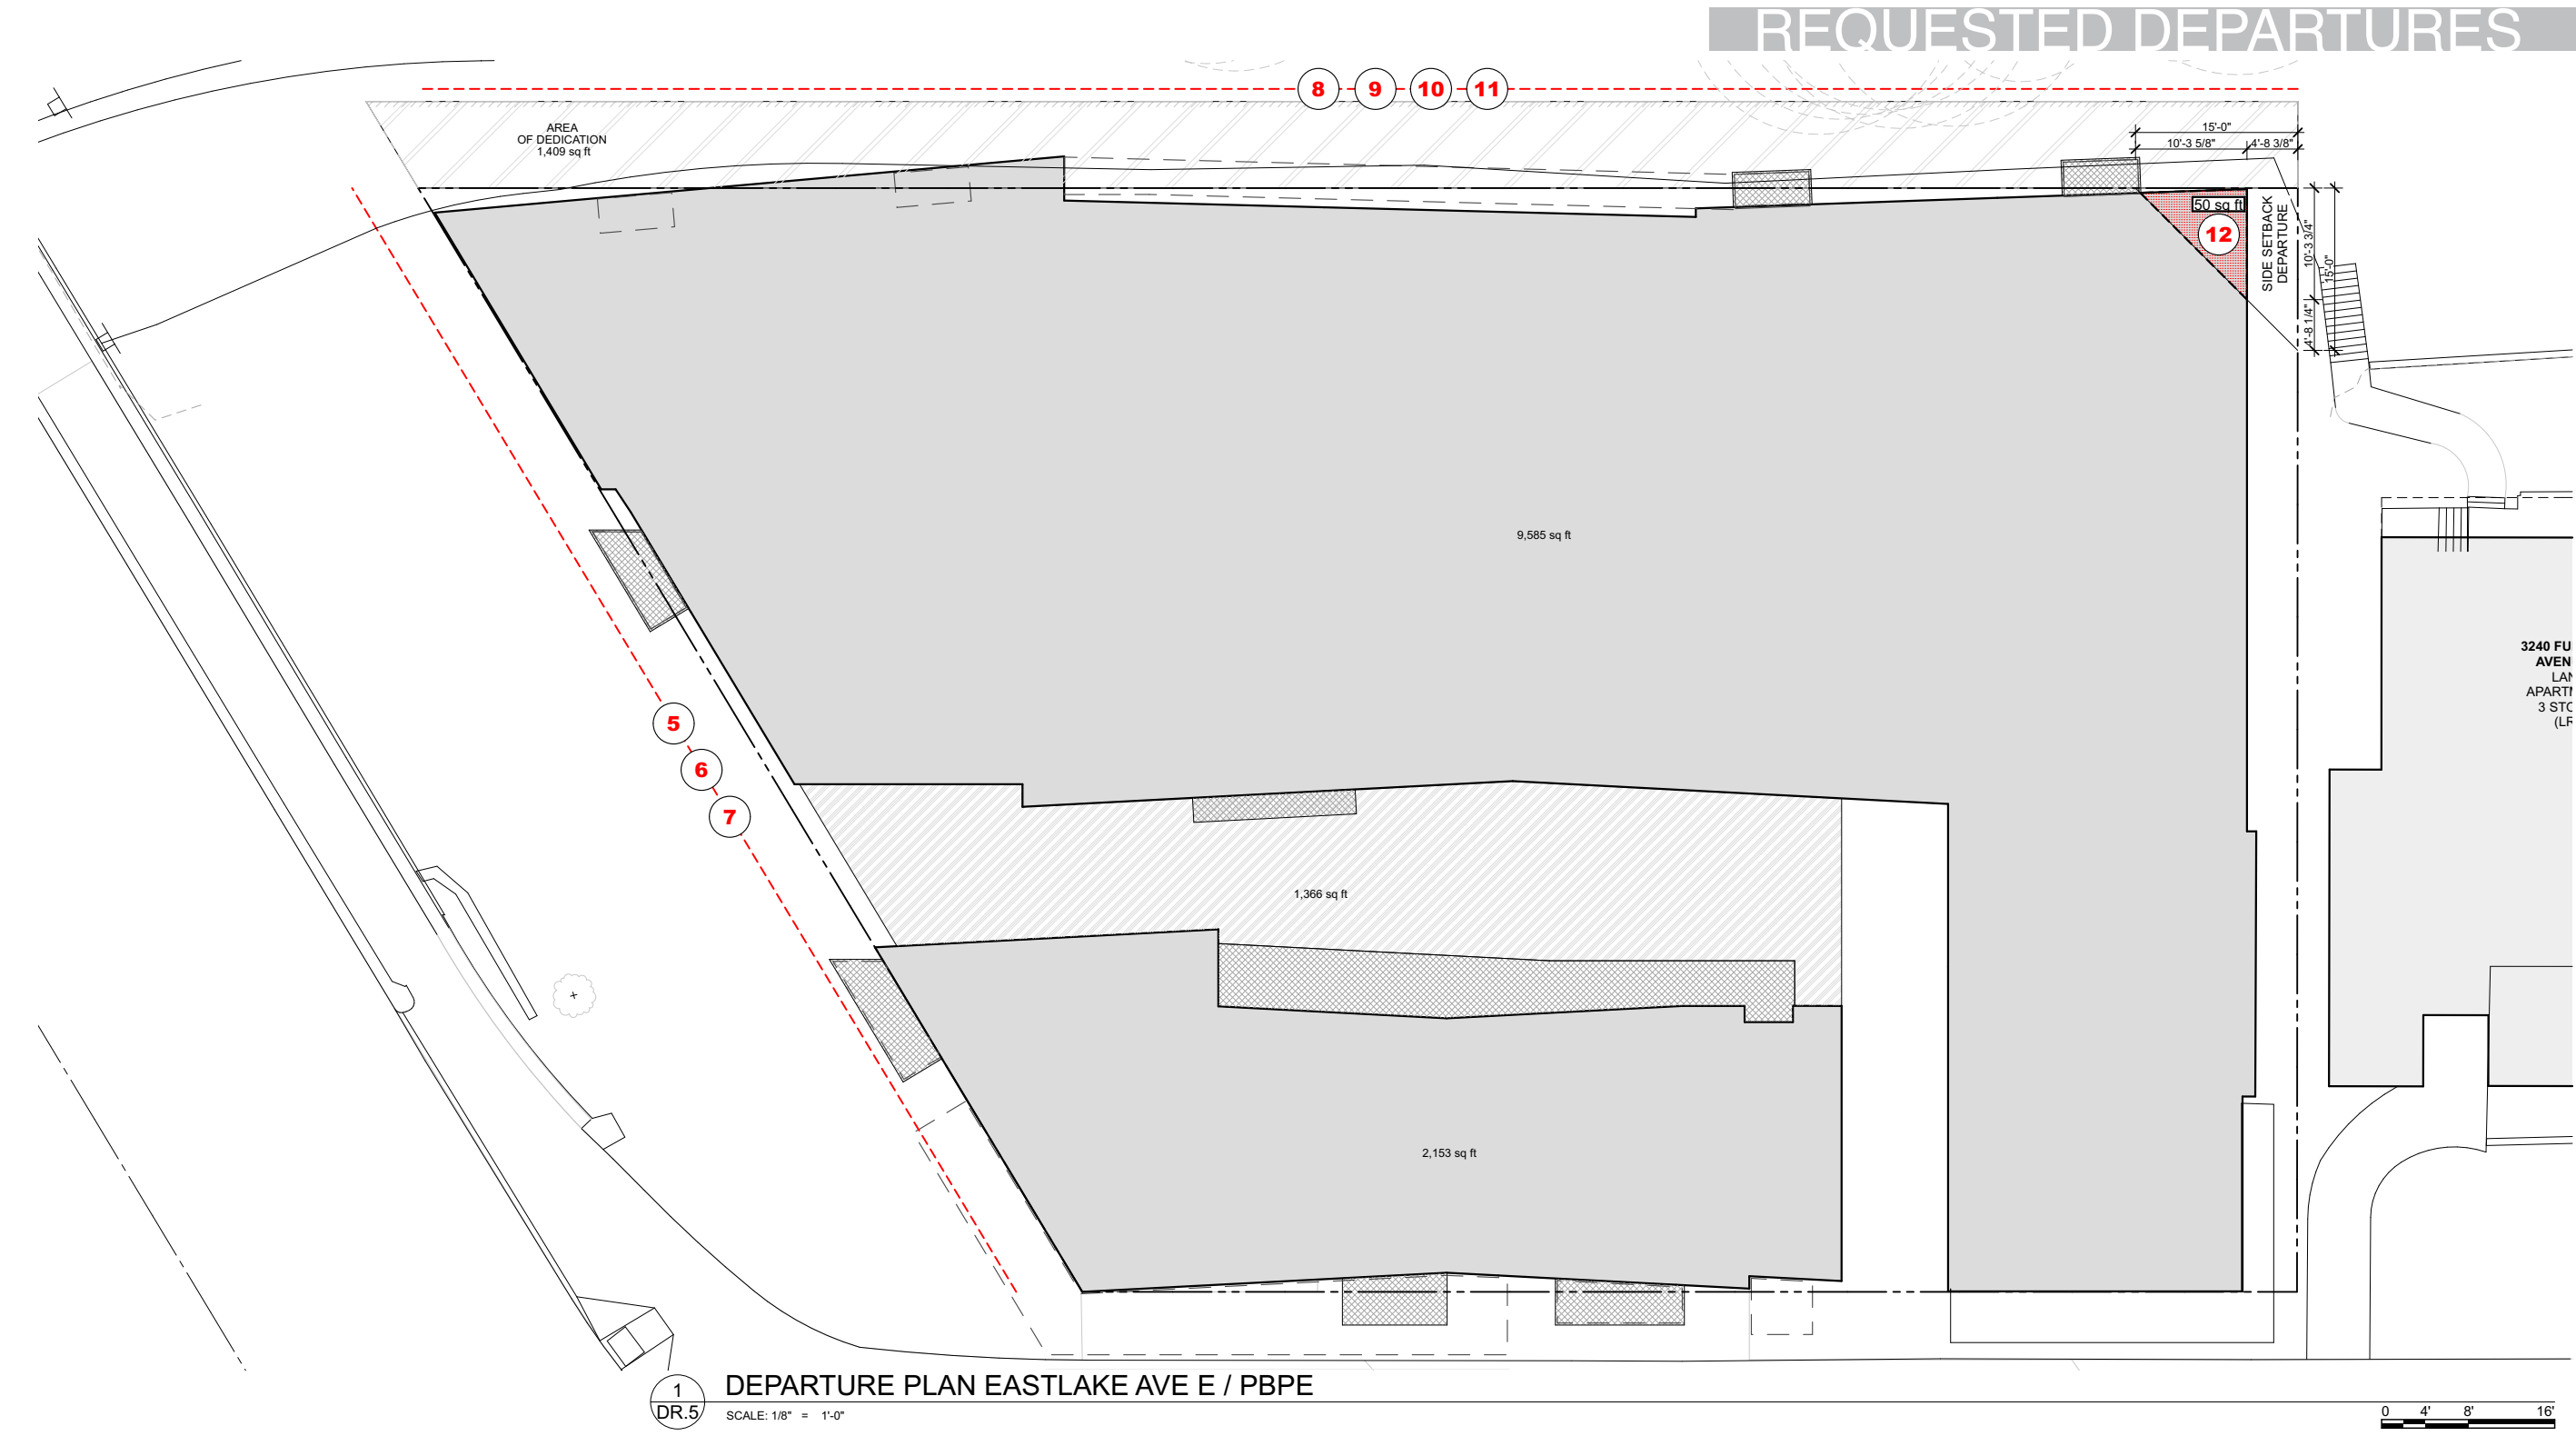 REQUESTED DEPARTURES
8 9 10 11
AREA
OF DEDICATION
1,409 sq ft
15'-0"
10'-3 5/8"
4'-8 3/8"
50 sq ft
12
SIDE SETBACK
DEPARTURE
10'-3 3/4"
15'-0"
4'-8 1/4"
9,585 sq ft
3240 FU
AVEN
LAN
APARTM
3 STO
(LR
5
6
7
1,366 sq ft
2,153 sq ft
1
DR.5
DEPARTURE PLAN EASTLAKE AVE E / PBPE
SCALE: 1/8" = 1'-0"
0 4' 8' 16'